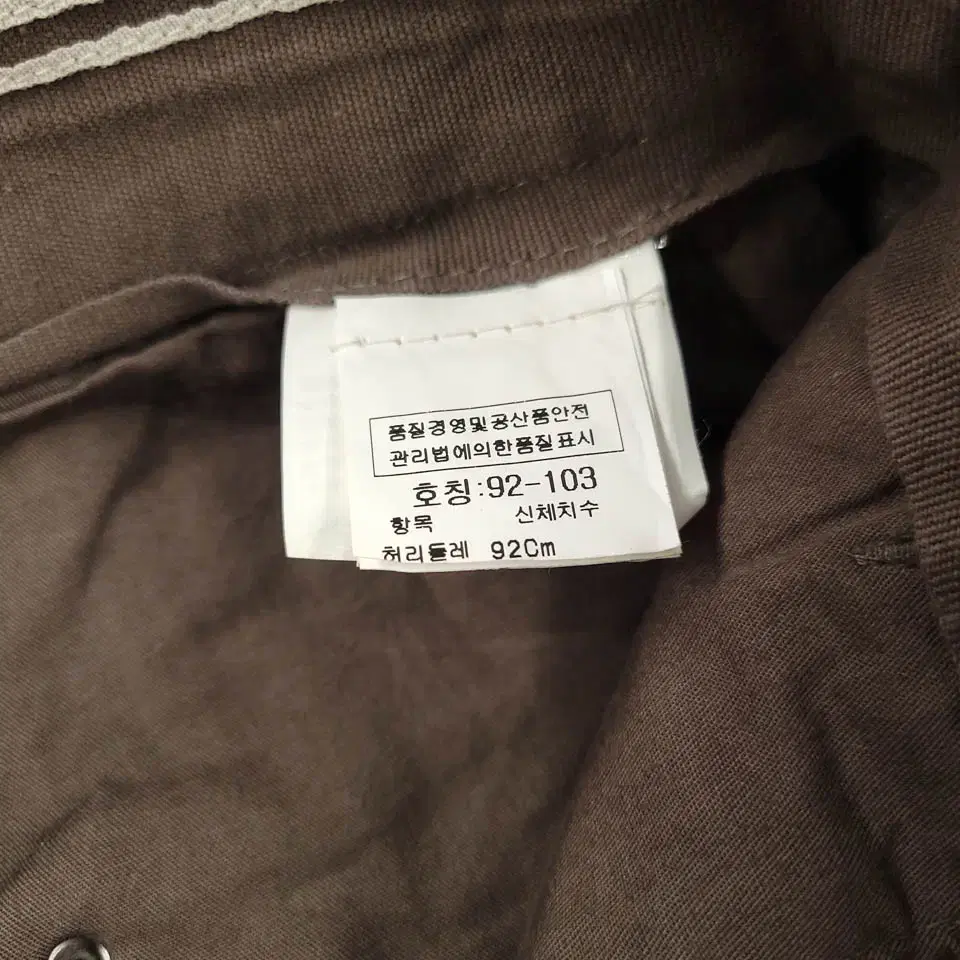 품질경영및공산품안전
관리법에의한품질표시
호칭:92-103
항목 신체치수
허리둘레 92Cm